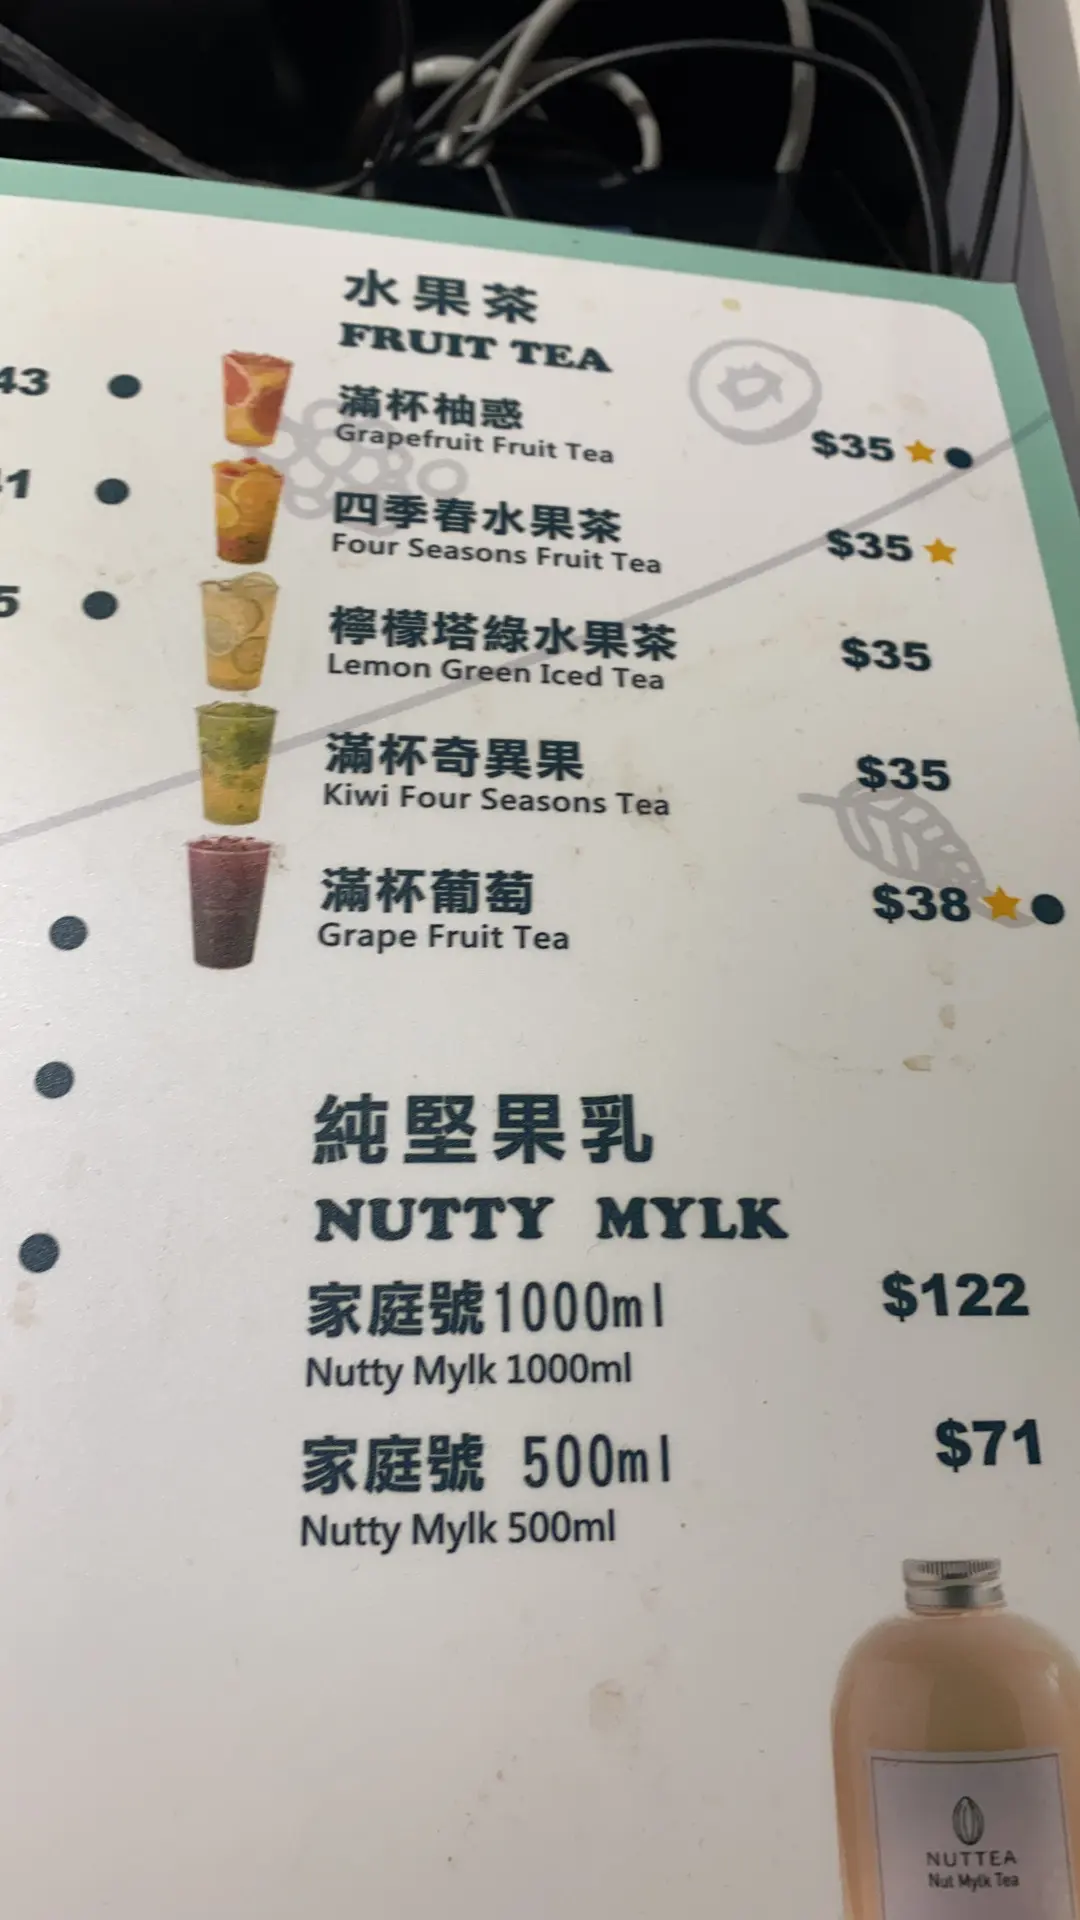 水果茶
FRUIT TEA
43
滿杯柚惑
Grapefruit Fruit Tea
$35
四季春水果茶
Four Seasons Fruit Tea
$35
檸檬塔綠水果茶
Lemon Green Iced Tea
$35
5
滿杯奇異果
Kiwi Four Seasons Tea
$35
滿杯葡萄
Grape Fruit Tea
$38
純堅果乳
NUTTY MYLK
家庭號1000ml
Nutty Mylk 1000ml
$122
家庭號 500ml
Nutty Mylk 500ml
$71
NUTTEA
Nut Mylk Tea